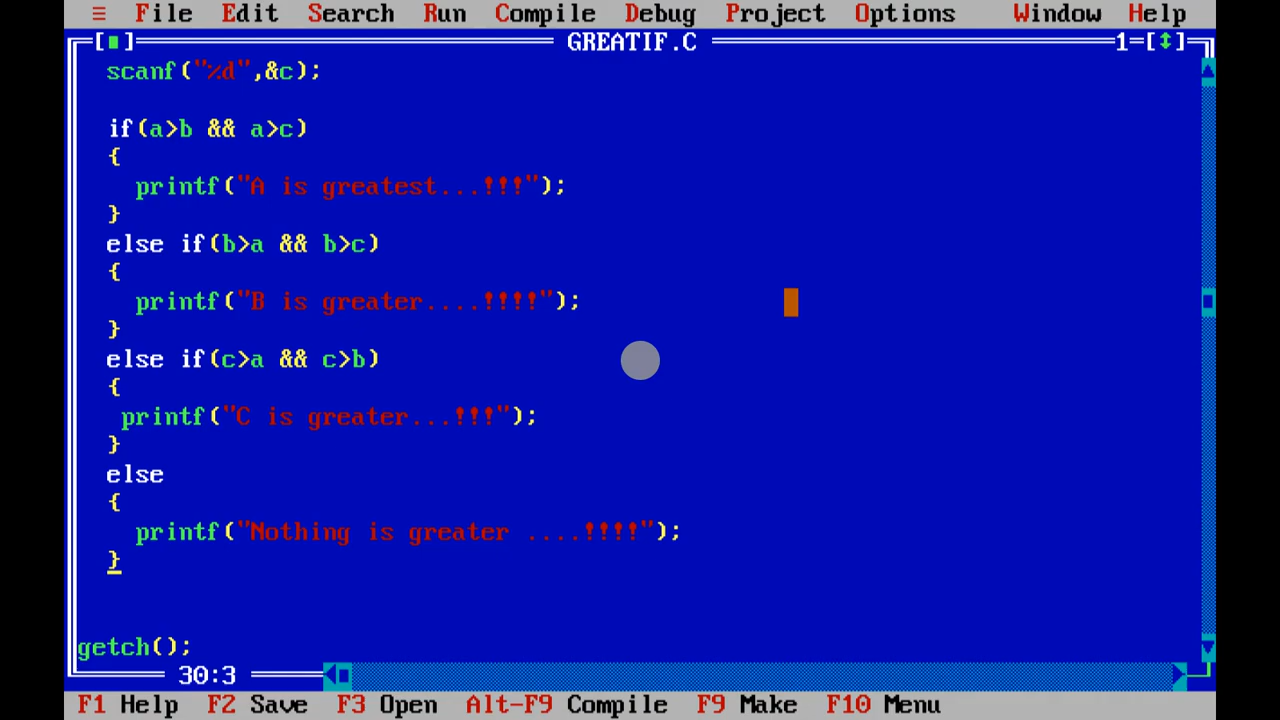 ≡ File Edit Search Run Compile Debug Project Options Window Help
[■] GREATIF.C 1=[↕]
scanf("%d",&c);
if(a>b && a>c)
{
printf("A is greatest...!!!");
}
else if(b>a && b>c)
{
printf("B is greater....!!!!");
}
else if(c>a && c>b)
{
printf("C is greater...!!!");
}
else
{
printf("Nothing is greater ....!!!!");
}
getch();
30:3
F1 Help F2 Save F3 Open Alt-F9 Compile F9 Make F10 Menu